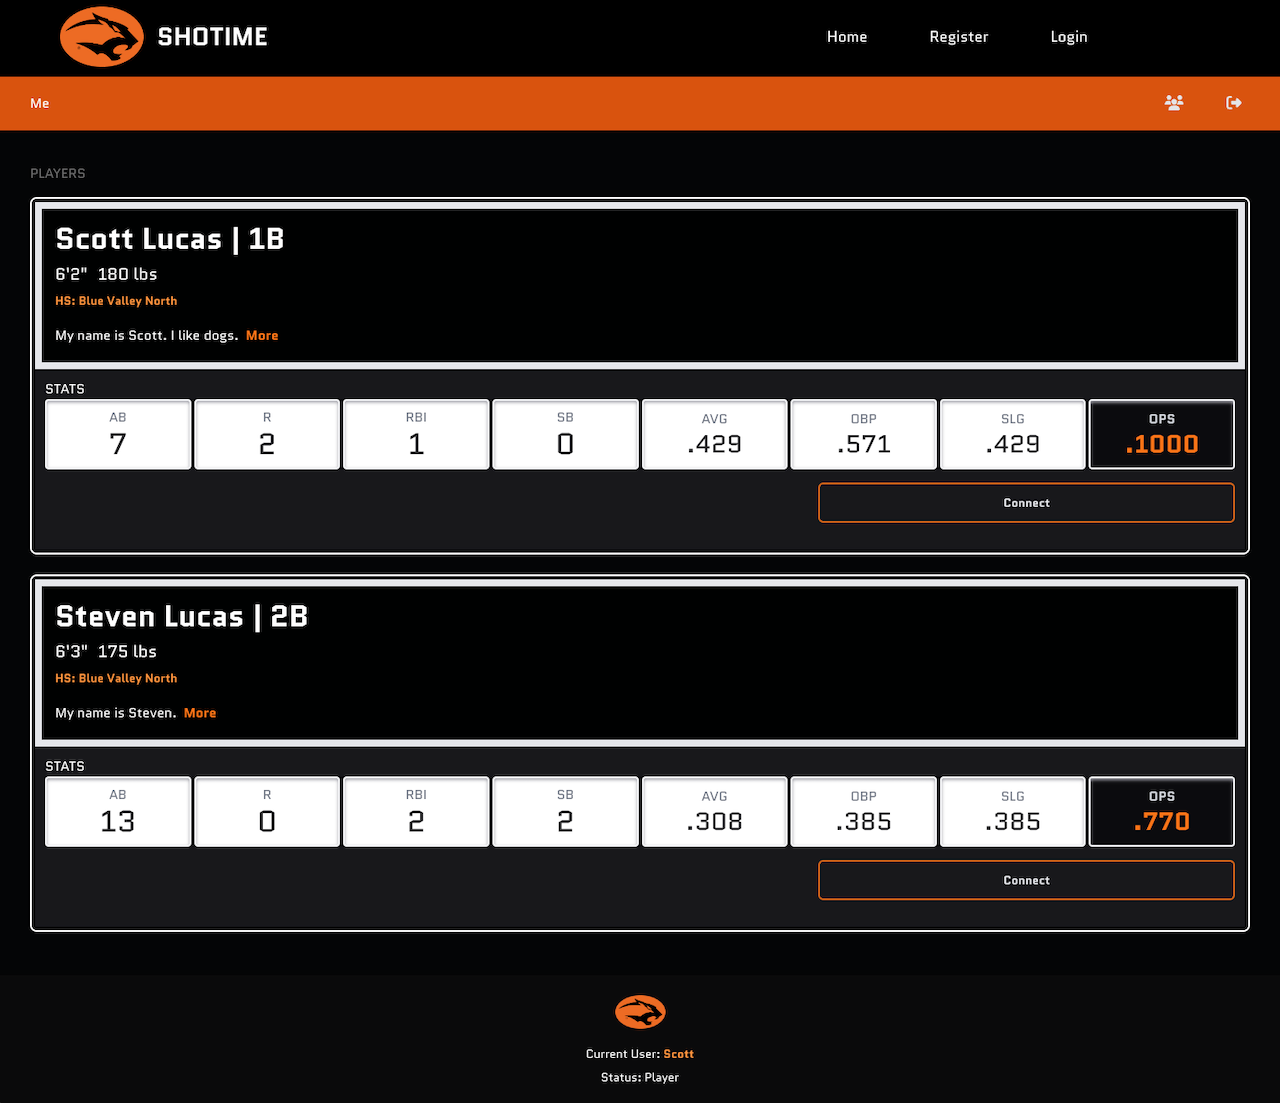 SHOTIME
Home Register Login
Me
PLAYERS
Scott Lucas | 1B
6'2" 180 lbs
HS: Blue Valley North
My name is Scott. I like dogs. More
STATS
AB R RBI SB AVG OBP SLG OPS
7 2 1 0 .429 .571 .429 .1000
Connect
Steven Lucas | 2B
6'3" 175 lbs
HS: Blue Valley North
My name is Steven. More
STATS
AB R RBI SB AVG OBP SLG OPS
13 0 2 2 .308 .385 .385 .770
Connect
Current User: Scott
Status: Player